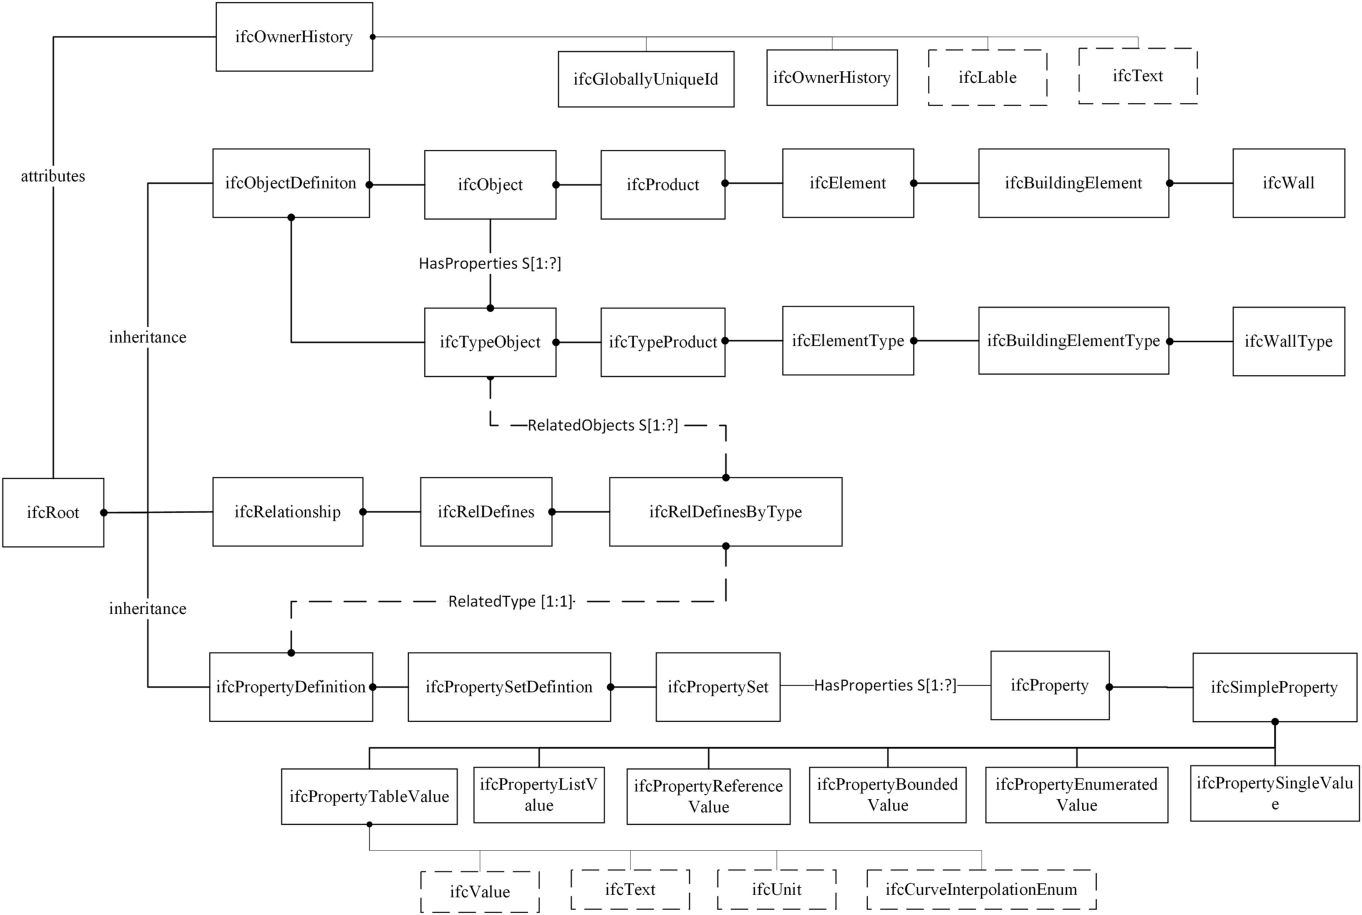 ifcOwnerHistory
ifcGloballyUniqueId
ifcOwnerHistory
ifcLable
ifcText
attributes
ifcObjectDefiniton
ifcObject
ifcProduct
ifcElement
ifcBuildingElement
ifcWall
HasProperties S[1:?]
inheritance
ifcTypeObject
ifcTypeProduct
ifcElementType
ifcBuildingElementType
ifcWallType
RelatedObjects S[1:?]
ifcRoot
ifcRelationship
ifcRelDefines
ifcRelDefinesByType
inheritance
RelatedType [1:1]
ifcPropertyDefinition
ifcPropertySetDefintion
ifcPropertySet
HasProperties S[1:?]
ifcProperty
ifcSimpleProperty
ifcPropertyTableValue
ifcPropertyListV
alue
ifcPropertyReference
Value
ifcPropertyBounded
Value
ifcPropertyEnumerated
Value
ifcPropertySingleValu
e
ifcValue
ifcText
ifcUnit
ifcCurveInterpolationEnum